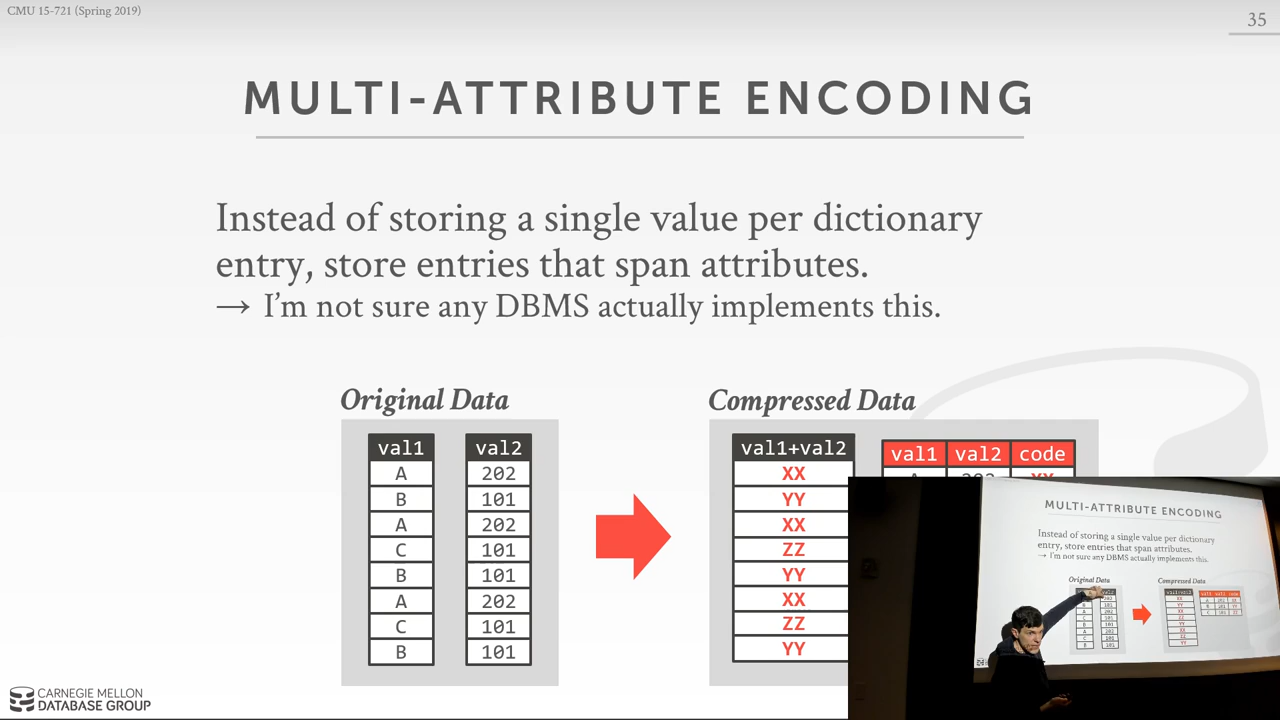 CMU 15-721 (Spring 2019)
35
MULTI-ATTRIBUTE ENCODING
Instead of storing a single value per dictionary
entry, store entries that span attributes.
→ I'm not sure any DBMS actually implements this.
Original Data
Compressed Data
val1 val2
A 202
B 101
A 202
C 101
B 101
A 202
C 101
B 101
val1+val2
XX
YY
XX
ZZ
YY
XX
ZZ
YY
val1 val2 code
CARNEGIE MELLON
DATABASE GROUP
MULTI-ATTRIBUTE ENCODING
Instead of storing a single value per dictionary
entry, store entries that span attributes.
→ I'm not sure any DBMS actually implements this.
Original Data
Compressed Data